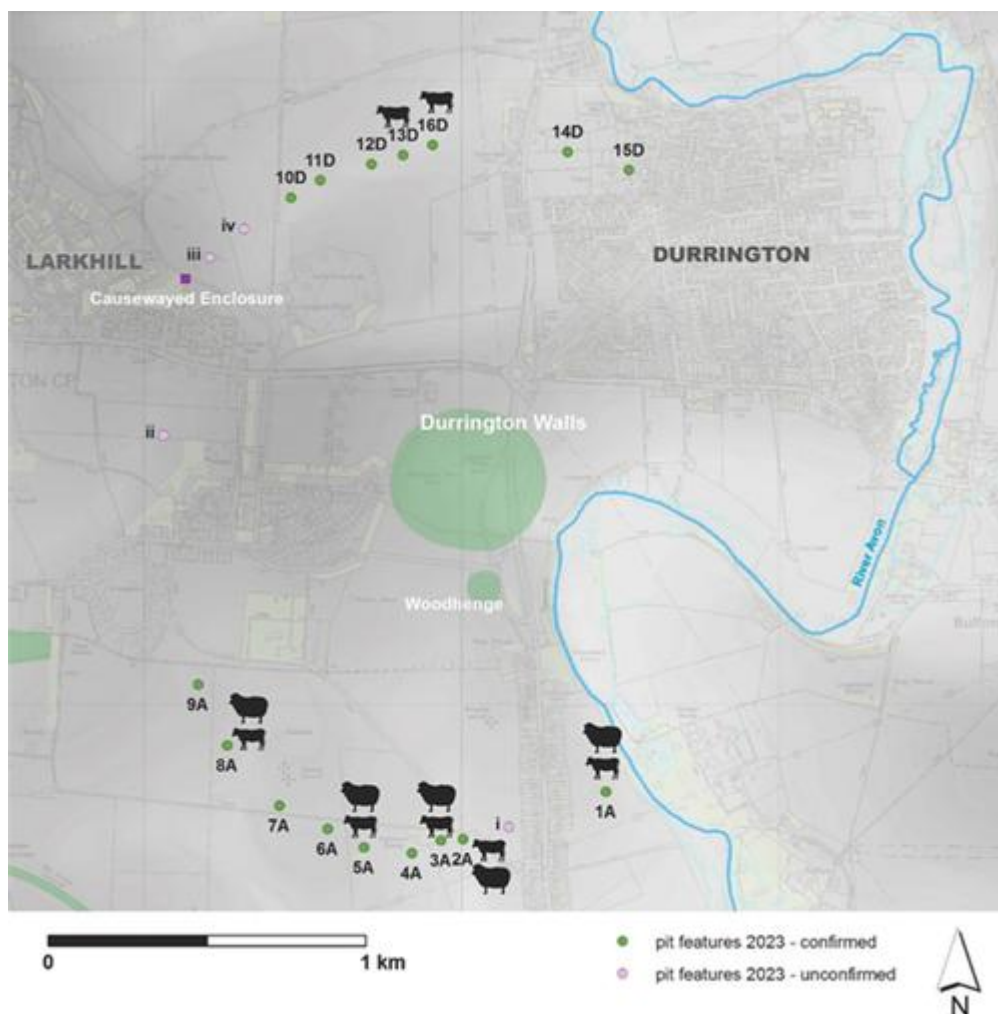 16D
13D
12D
14D
11D
15D
10D
iv
iii
LARKHILL
DURRINGTON
Causewayed Enclosure
TON CP
Durrington Walls
ii
River Avon
Woodhenge
9A
8A
1A
7A
i
6A
3A 2A
5A
4A
0
1 km
pit features 2023 - confirmed
pit features 2023 - unconfirmed
N